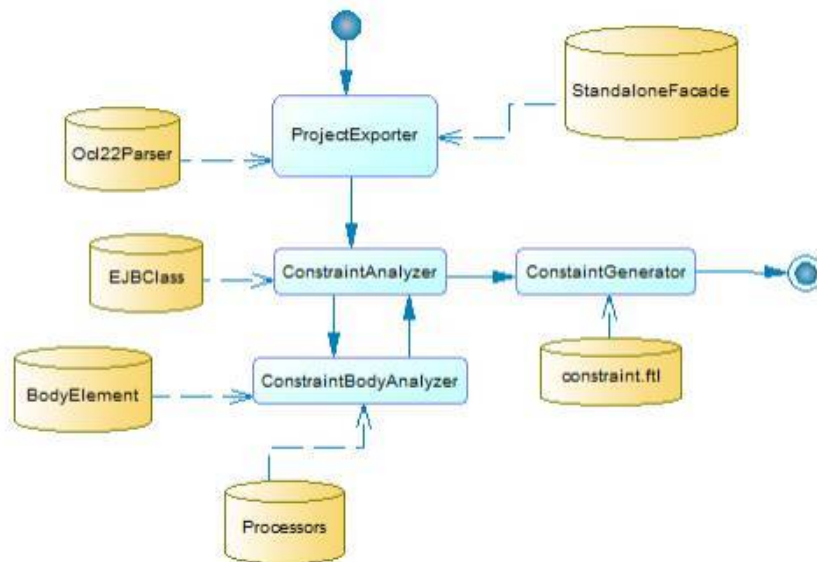 StandaloneFacade
ProjectExporter
Ocl22Parser
EJBClass
ConstraintAnalyzer
ConstaintGenerator
BodyElement
ConstraintBodyAnalyzer
constraint.ftl
Processors